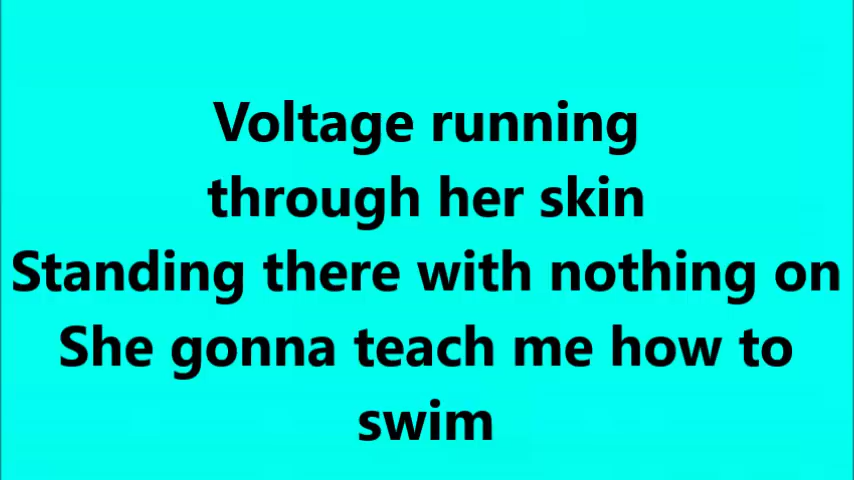 Voltage running
through her skin
Standing there with nothing on
She gonna teach me how to
swim